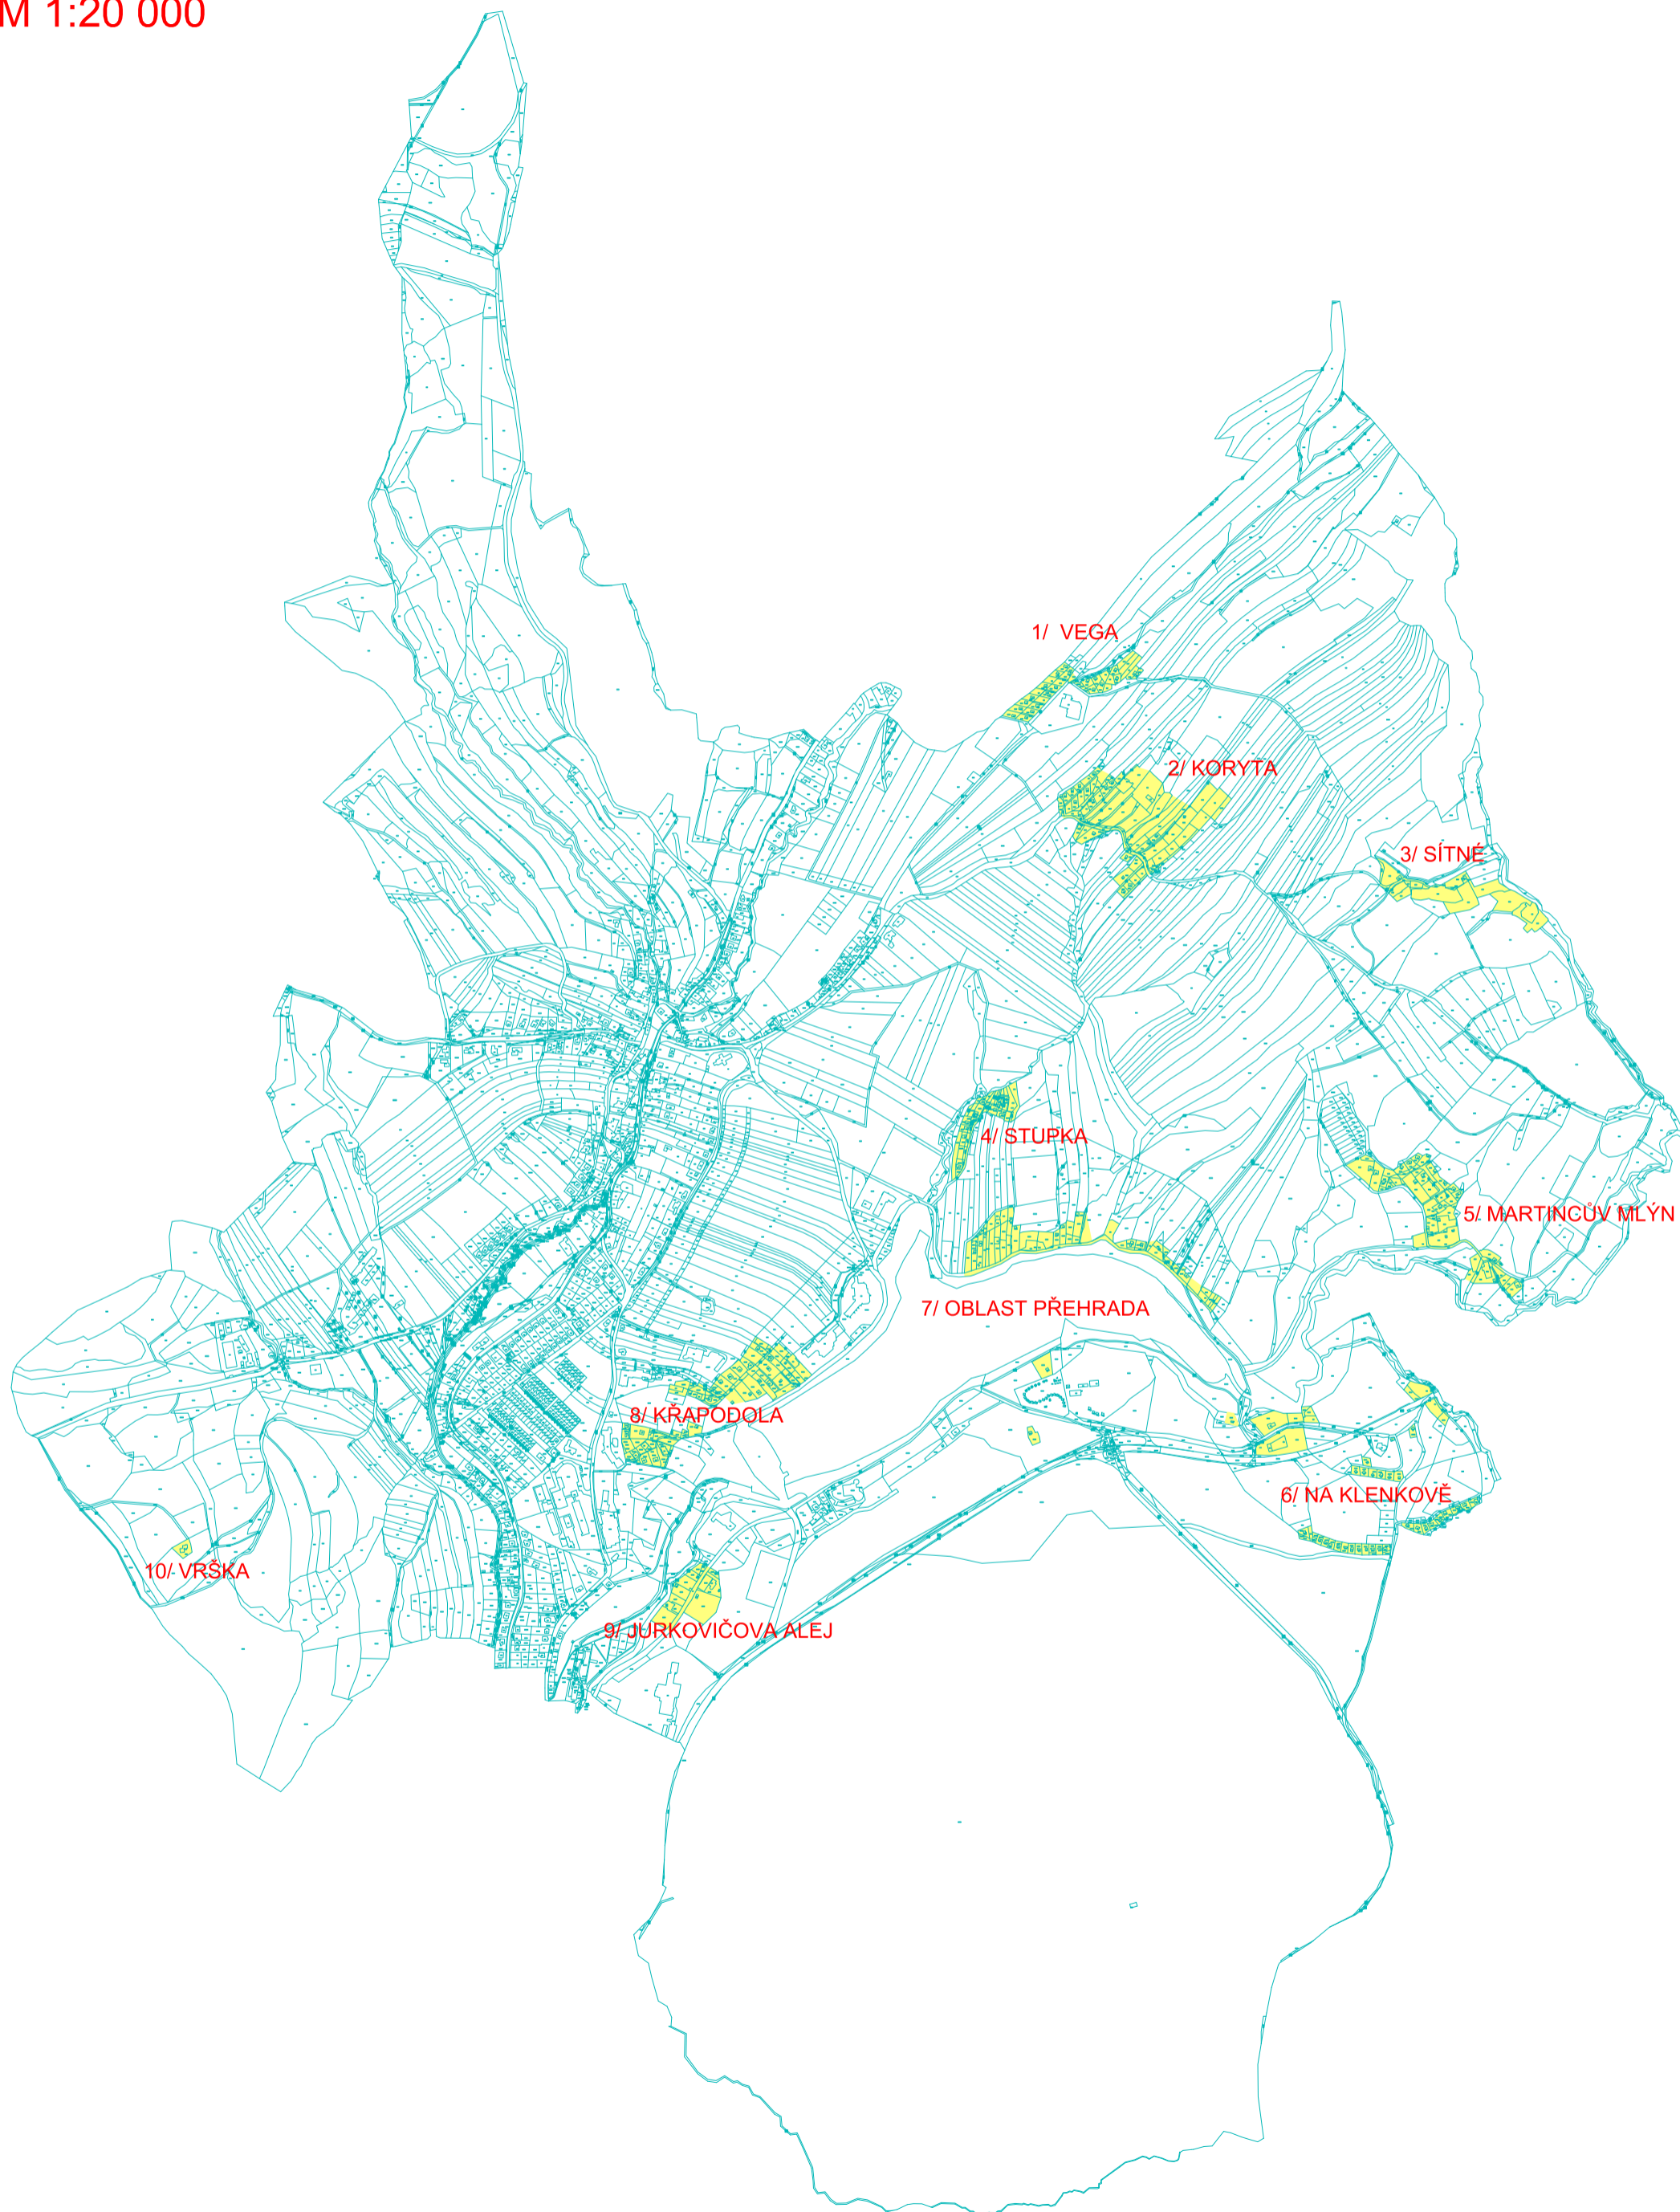 M 1:20 000
1/ VEGA
2/ KORYTA
3/ SÍTNÉ
4/ STUPKA
5/ MARTINCŮV MLÝN
7/ OBLAST PŘEHRADA
8/ KŘAPODOLA
6/ NA KLENKOVĚ
10/ VRŠKA
9/ JURKOVIČOVA ALEJ